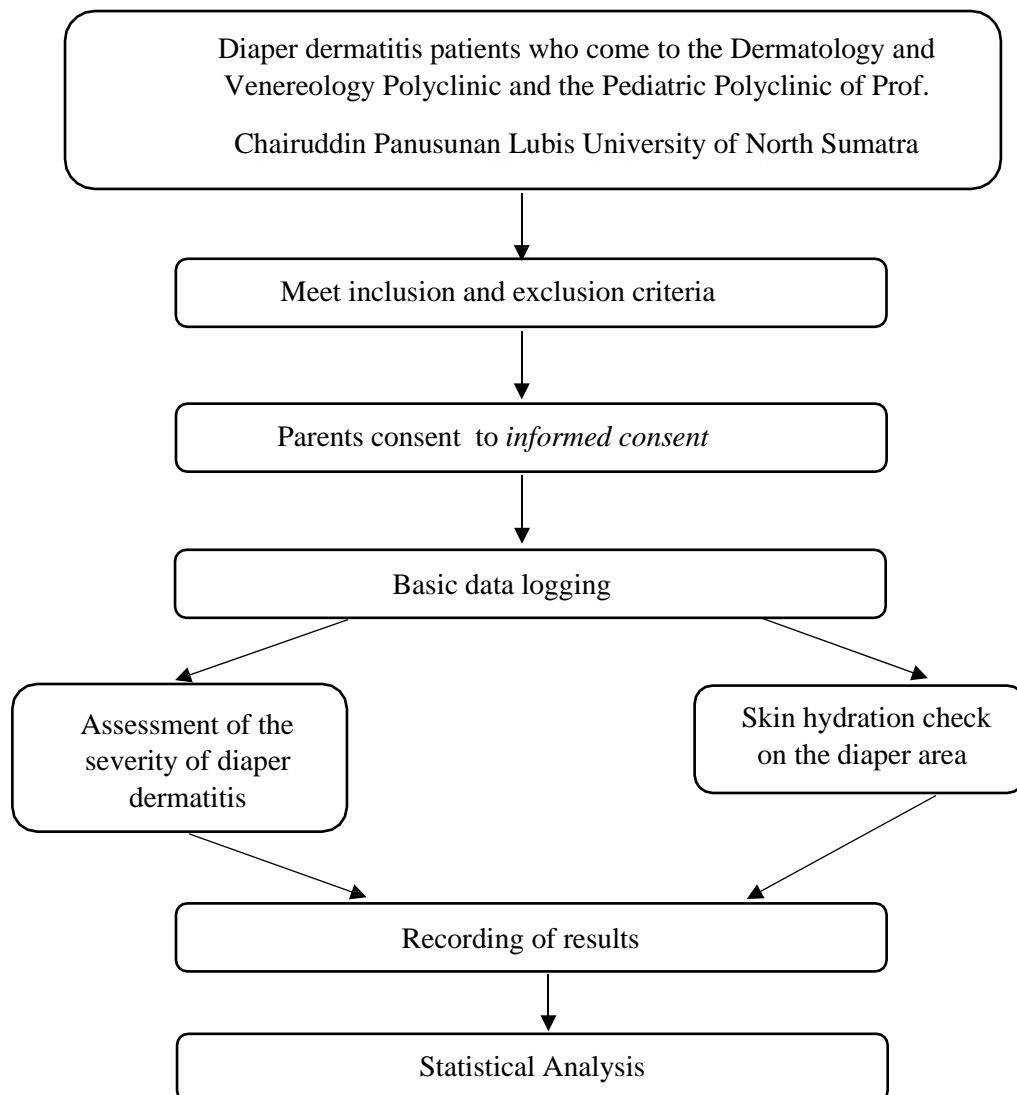 Diaper dermatitis patients who come to the Dermatology and
Venereology Polyclinic and the Pediatric Polyclinic of Prof.
Chairuddin Panusunan Lubis University of North Sumatra
Meet inclusion and exclusion criteria
Parents consent to informed consent
Basic data logging
Assessment of the
severity of diaper
dermatitis
Skin hydration check
on the diaper area
Recording of results
Statistical Analysis